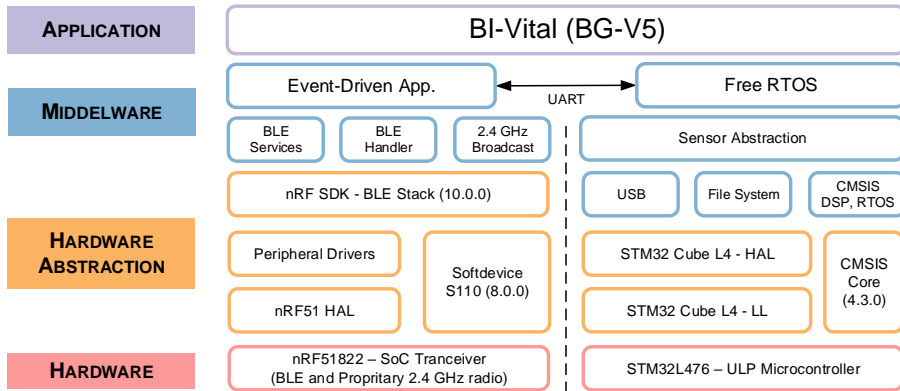 APPLICATION
BI-Vital (BG-V5)
MIDDELWARE
Event-Driven App.
UART
Free RTOS
BLE
Services
BLE
Handler
2.4 GHz
Broadcast
Sensor Abstraction
nRF SDK - BLE Stack (10.0.0)
USB
File System
CMSIS
DSP, RTOS
HARDWARE
ABSTRACTION
Peripheral Drivers
Softdevice
S110 (8.0.0)
nRF51 HAL
STM32 Cube L4 - HAL
STM32 Cube L4 - LL
CMSIS
Core
(4.3.0)
HARDWARE
nRF51822 – SoC Tranceiver
(BLE and Propritary 2.4 GHz radio)
STM32L476 – ULP Microcontroller